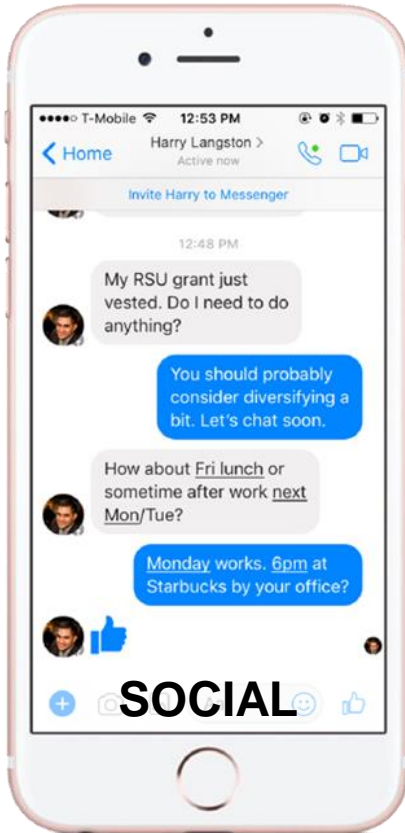 T-Mobile 12:53 PM
Home
Harry Langston >
Active now
Invite Harry to Messenger
12:48 PM
My RSU grant just
vested. Do I need to do
anything?
You should probably
consider diversifying a
bit. Let's chat soon.
How about Fri lunch or
sometime after work next
Mon/Tue?
Monday works. 6pm at
Starbucks by your office?
SOCIAL